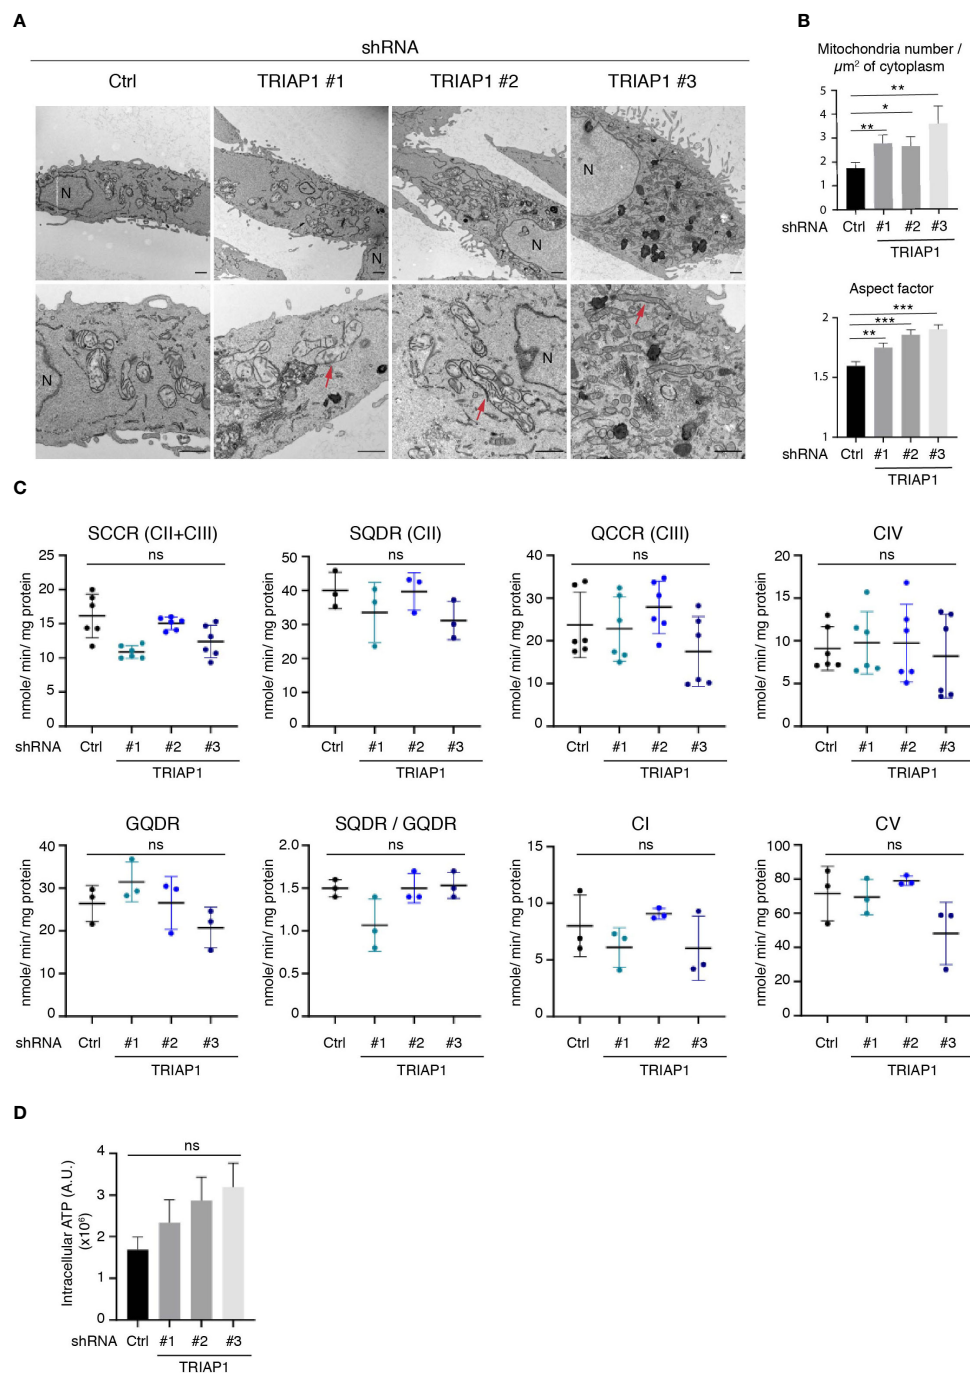 A
shRNA
Ctrl TRIAP1 #1 TRIAP1 #2 TRIAP1 #3
N N N N
N N
B
Mitochondria number /
µm² of cytoplasm
5
4
3
2
1
0
**
*
**
shRNA Ctrl #1 #2 #3
TRIAP1
Aspect factor
2
1.5
1
***
***
**
shRNA Ctrl #1 #2 #3
TRIAP1
C
SCCR (CII+CIII)
ns
nmole/ min/ mg protein
25
20
15
10
5
0
shRNA Ctrl #1 #2 #3
TRIAP1
SQDR (CII)
ns
nmole/ min/ mg protein
50
40
30
20
10
0
Ctrl #1 #2 #3
TRIAP1
QCCR (CIII)
ns
nmole/ min/ mg protein
40
30
20
10
0
Ctrl #1 #2 #3
TRIAP1
CIV
ns
nmole/ min/ mg protein
20
15
10
5
0
Ctrl #1 #2 #3
TRIAP1
GQDR
ns
nmole/ min/ mg protein
40
30
20
10
0
shRNA Ctrl #1 #2 #3
TRIAP1
SQDR / GQDR
ns
nmole/ min/ mg protein
2.0
1.5
1.0
0.5
0
Ctrl #1 #2 #3
TRIAP1
CI
ns
nmole/ min/ mg protein
15
10
5
0
Ctrl #1 #2 #3
TRIAP1
CV
ns
nmole/ min/ mg protein
100
80
60
40
20
0
Ctrl #1 #2 #3
TRIAP1
D
ns
Intracellular ATP (A.U.)
(x10⁶)
4
3
2
1
0
shRNA Ctrl #1 #2 #3
TRIAP1